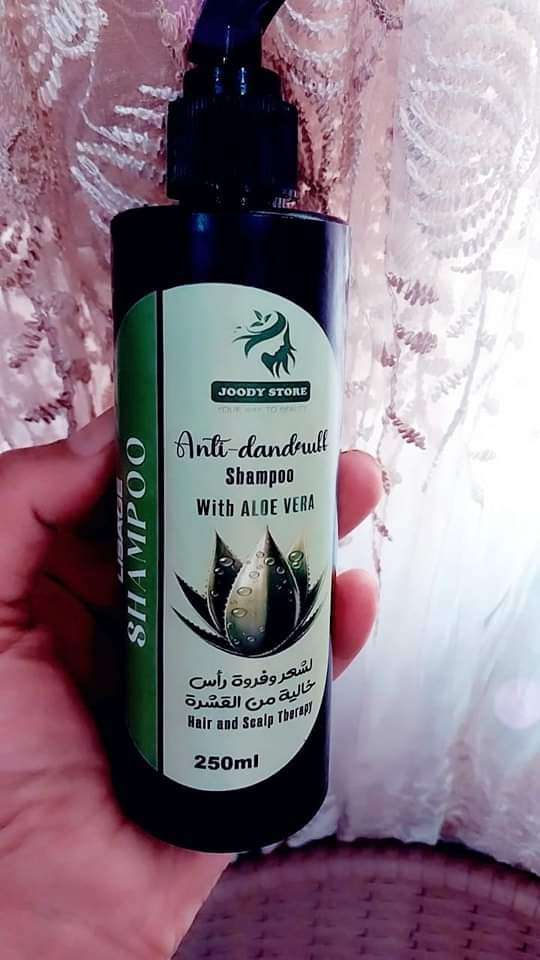 JOODY STORE
YOUR WAY TO BEAUTY
Anti-dandruff
Shampoo
With ALOE VERA
LISAGE
SHAMPOO
لشعر وفروة رأس
خالية من القشرة
Hair and Scalp Therapy
250ml